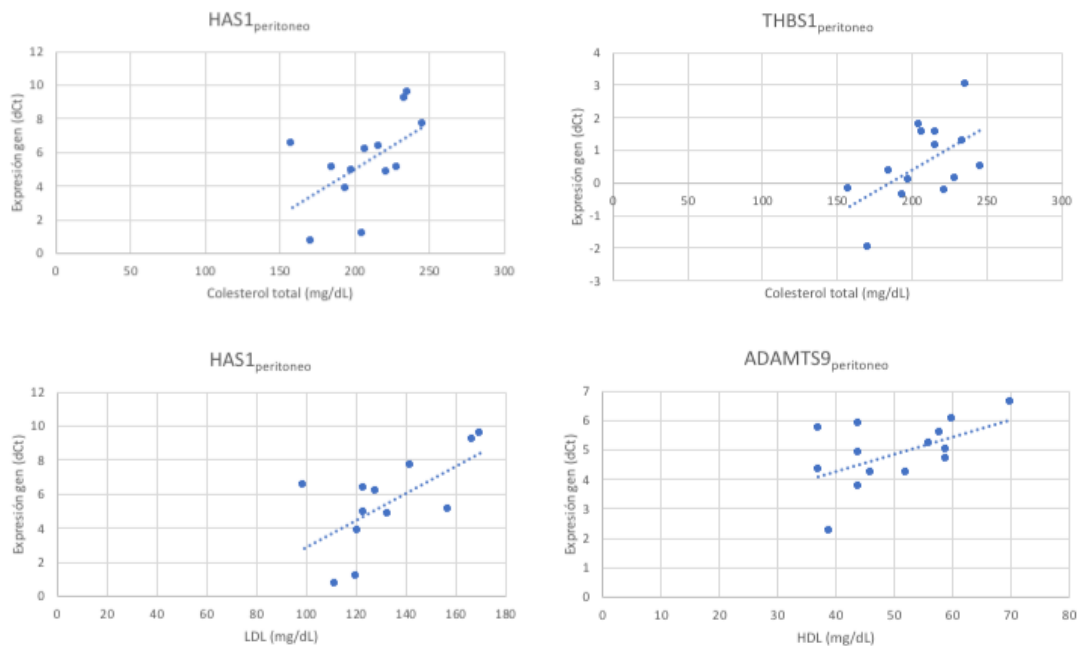 HAS1peritoneo
Expresión gen (dCt)
12
10
8
6
4
2
0
0 50 100 150 200 250 300
Colesterol total (mg/dL)
THBS1peritoneo
Expresión gen (dCt)
4
3
2
1
0
-1
-2
-3
0 50 100 150 200 250 300
Colesterol total (mg/dL)
HAS1peritoneo
Expresión gen (dCt)
12
10
8
6
4
2
0
0 20 40 60 80 100 120 140 160 180
LDL (mg/dL)
ADAMTS9peritoneo
Expresión gen (dCt)
7
6
5
4
3
2
1
0
0 10 20 30 40 50 60 70 80
HDL (mg/dL)